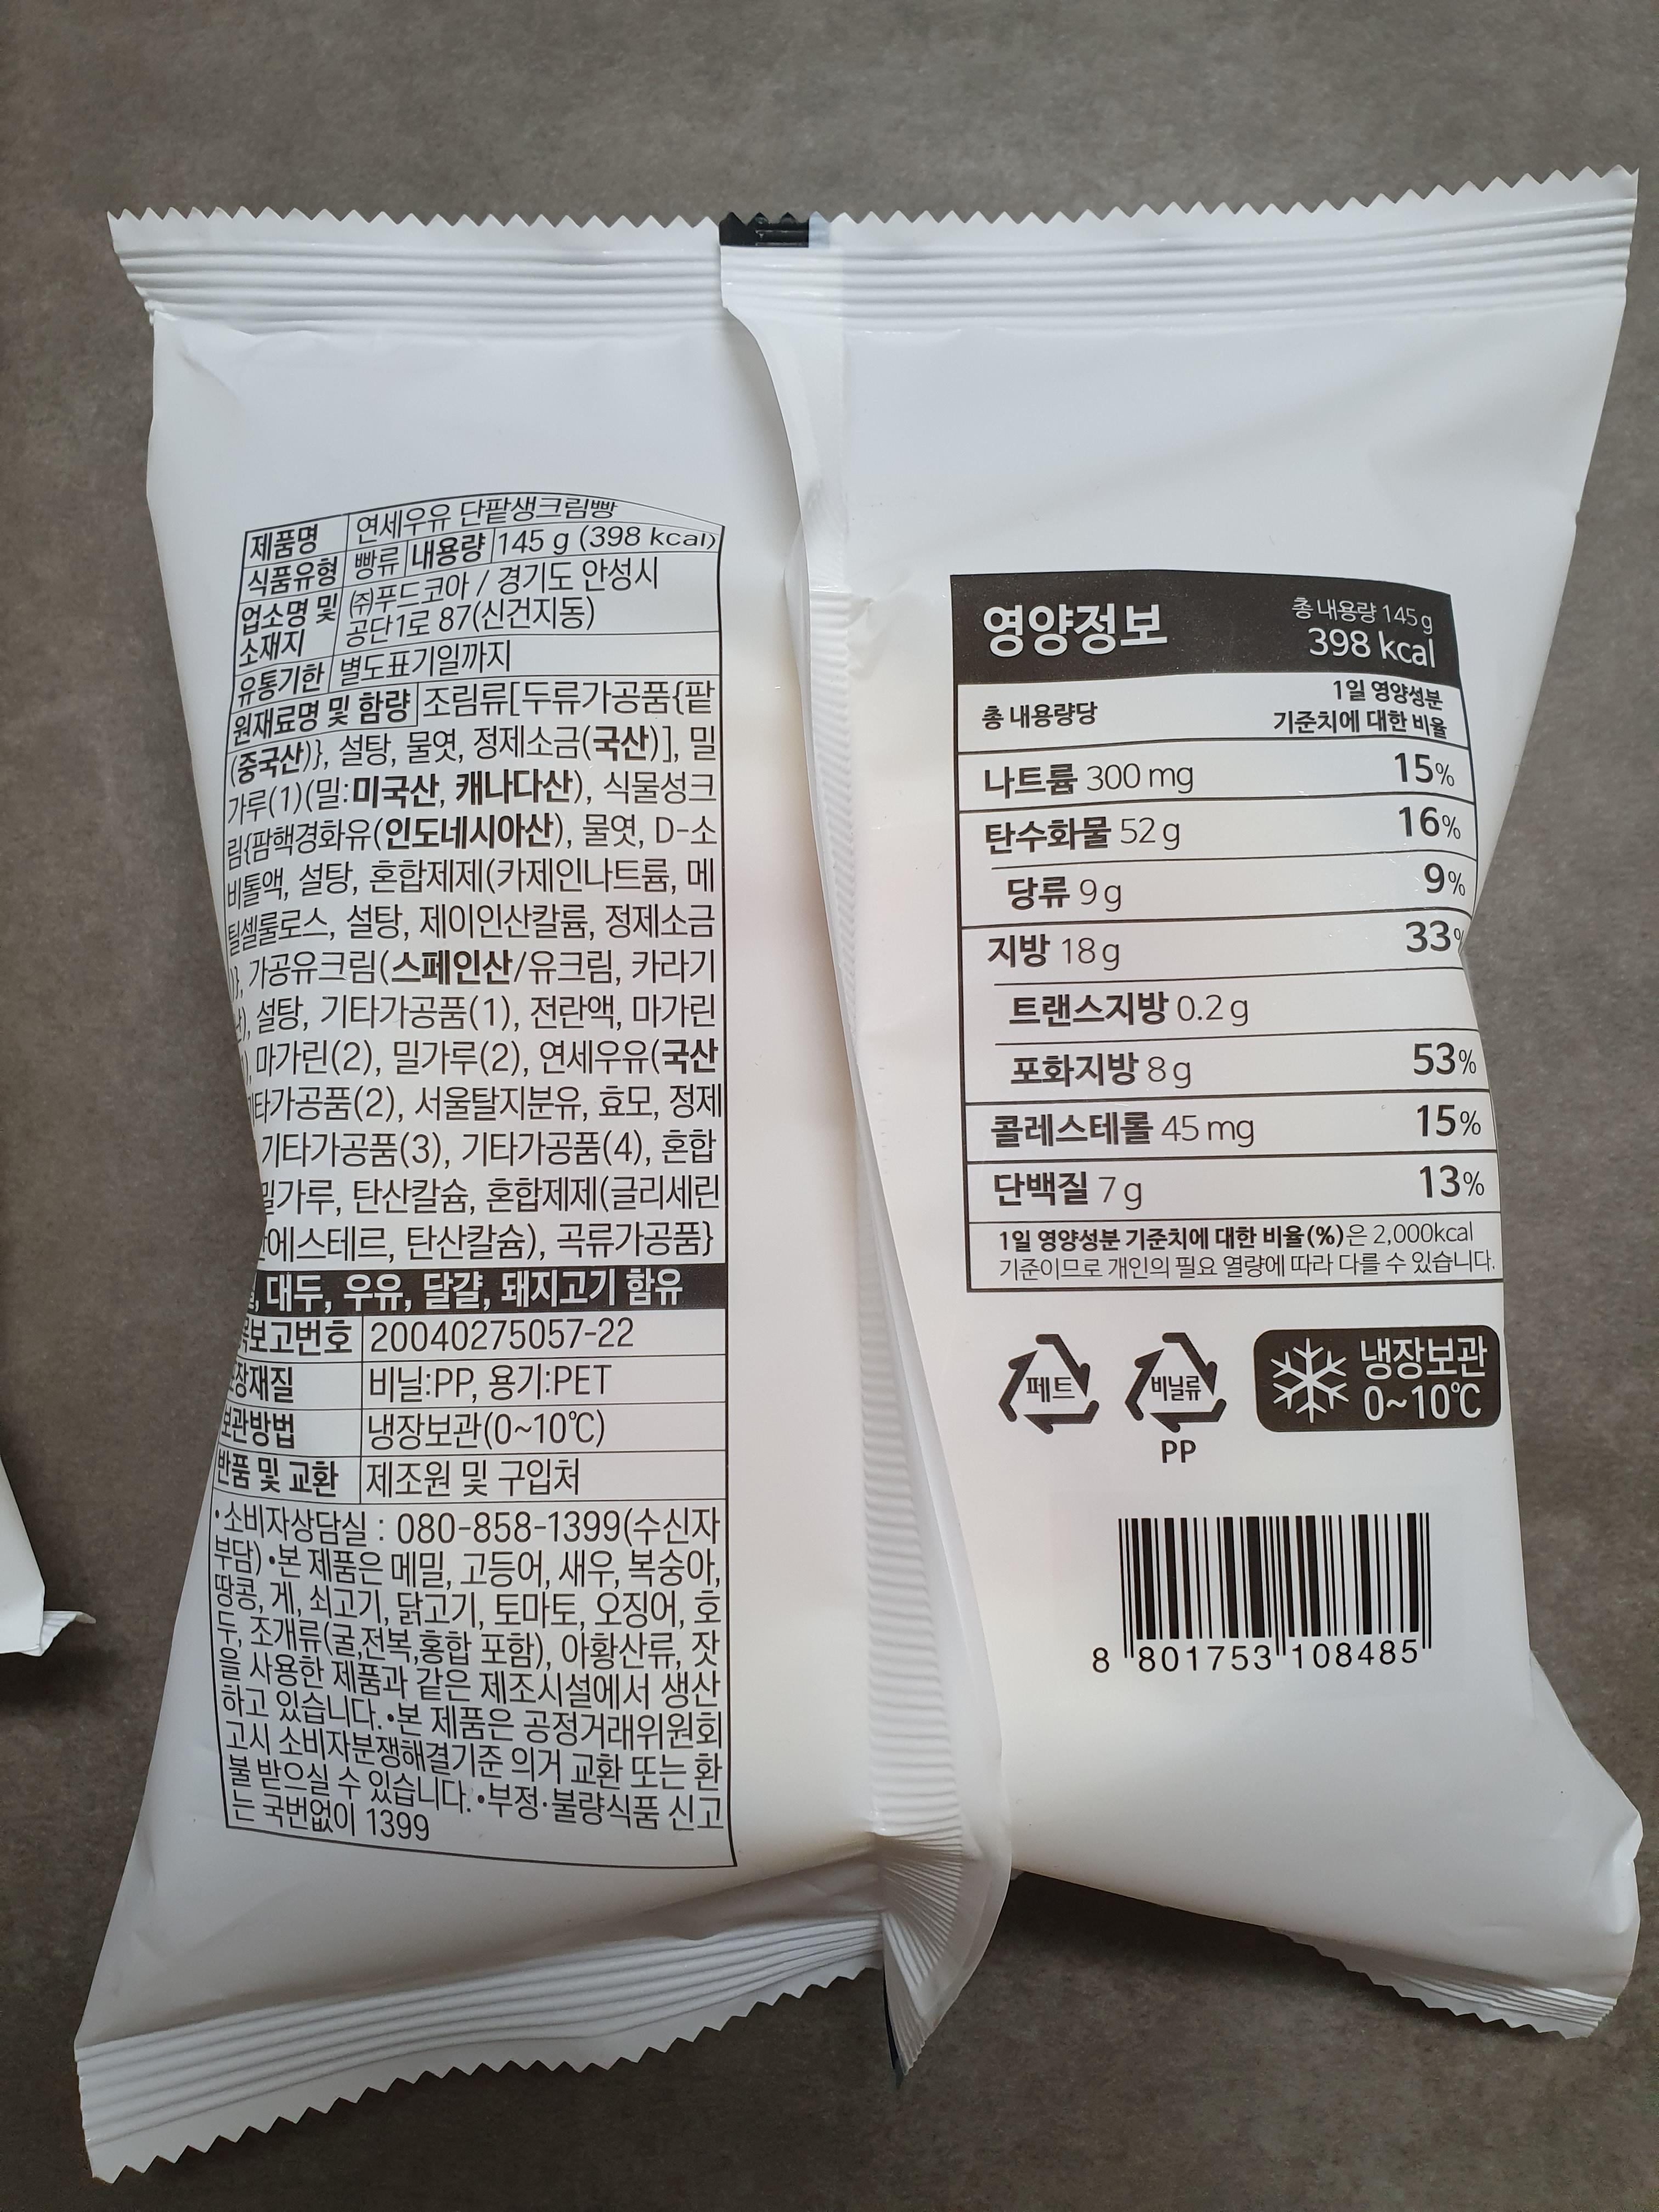 제품명 연세우유 단팥생크림빵
식품유형 빵류 내용량 145 g (398 kcal)
업소명 및 소재지 ㈜푸드코아 / 경기도 안성시
공단1로 87(신건지동)
유통기한 별도표기일까지
원재료명 및 함량 조림류[두류가공품{팥
(중국산)}, 설탕, 물엿, 정제소금(국산)], 밀
가루(1)(밀:미국산, 캐나다산), 식물성크
림{팜핵경화유(인도네시아산), 물엿, D-소
비톨액, 설탕, 혼합제제(카제인나트륨, 메
틸셀룰로스, 설탕, 제이인산칼륨, 정제소금
)}, 가공유크림(스페인산/유크림, 카라기
), 설탕, 기타가공품(1), 전란액, 마가린
, 마가린(2), 밀가루(2), 연세우유(국산
기타가공품(2), 서울탈지분유, 효모, 정제
기타가공품(3), 기타가공품(4), 혼합
밀가루, 탄산칼슘, 혼합제제(글리세린
에스테르, 탄산칼슘), 곡류가공품}
, 대두, 우유, 달걀, 돼지고기 함유
보고번호 20040275057-22
장재질 비닐:PP, 용기:PET
보관방법 냉장보관(0~10℃)
반품 및 교환 제조원 및 구입처
•소비자상담실 : 080-858-1399(수신자
부담) •본 제품은 메밀, 고등어, 새우, 복숭아,
땅콩, 게, 쇠고기, 닭고기, 토마토, 오징어, 호
두, 조개류(굴,전복,홍합 포함), 아황산류, 잣
을 사용한 제품과 같은 제조시설에서 생산
하고 있습니다. •본 제품은 공정거래위원회
고시 소비자분쟁해결기준 의거 교환 또는 환
불 받으실 수 있습니다. •부정·불량식품 신고
는 국번없이 1399
영양정보 총 내용량 145 g
398 kcal
총 내용량당 1일 영양성분
기준치에 대한 비율
나트륨 300 mg 15%
탄수화물 52 g 16%
당류 9 g 9%
지방 18 g 33%
트랜스지방 0.2 g
포화지방 8 g 53%
콜레스테롤 45 mg 15%
단백질 7 g 13%
1일 영양성분 기준치에 대한 비율(%)은 2,000kcal
기준이므로 개인의 필요 열량에 따라 다를 수 있습니다.
페트 비닐류 냉장보관
0~10℃
PP
8 801753 108485